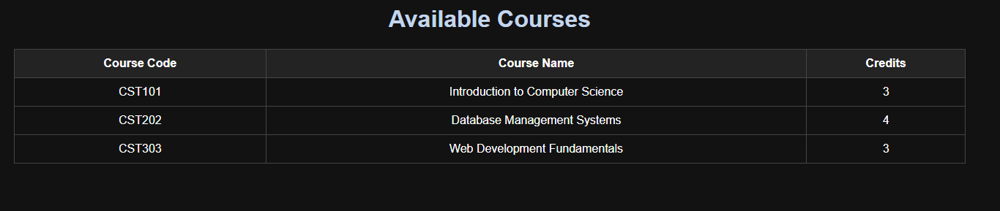 Available Courses
Course Code Course Name Credits
CST101 Introduction to Computer Science 3
CST202 Database Management Systems 4
CST303 Web Development Fundamentals 3